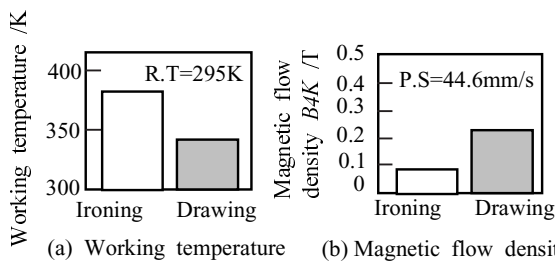 Working temperature /K
400
350
300
R.T=295K
Ironing Drawing
(a) Working temperature
Magnetic flow
density B4K /T
0.5
0.4
0.3
0.2
0.1
0
P.S=44.6mm/s
Ironing Drawing
(b) Magnetic flow densit